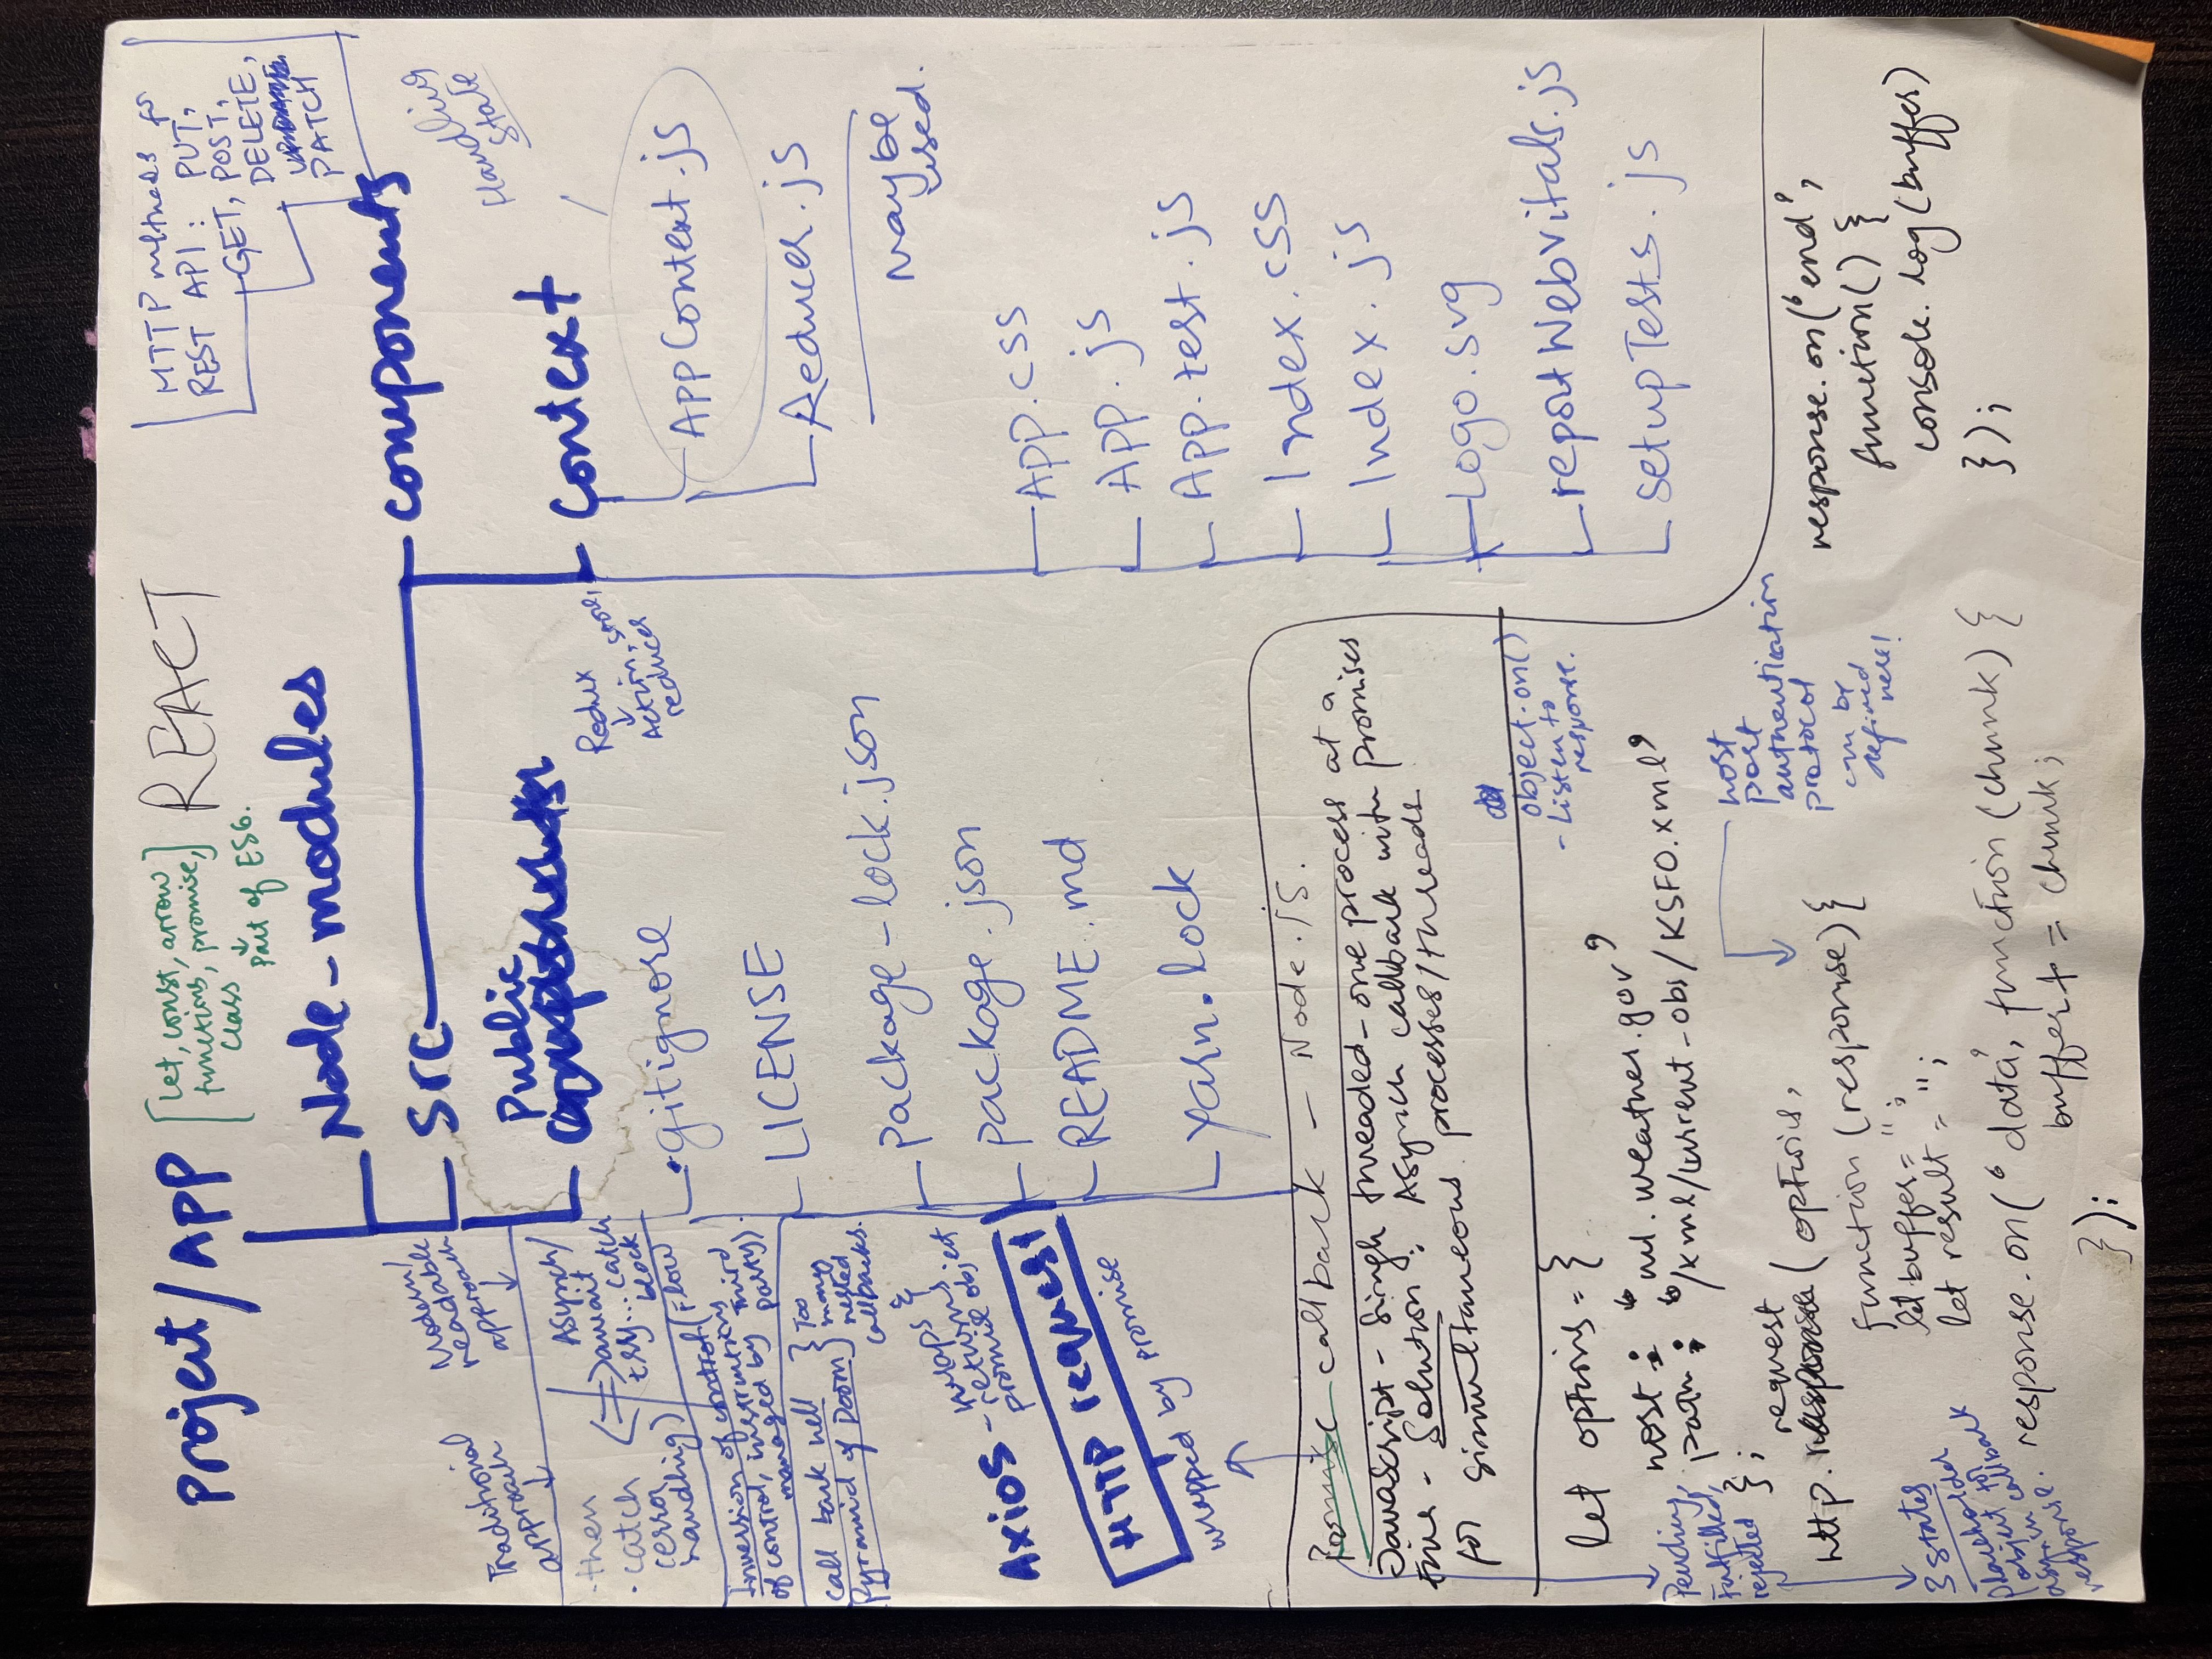 Project/APP
[let, const, arrow
functions, promise,]
class
part of ES6.
REACT
HTTP methods for
REST API : PUT,
GET, POST,
DELETE,
PATCH
Node-modules
src
components
Public
Context
Handling
state
APPContent.js
Reducer.js
may be
used.
Redux
Action, store,
reducer
.gitignore
LICENSE
package-lock.json
package.json
README.md
yarn.lock
APP.css
APP.js
APP.test.js
Index.css
Index.js
Logo.svg
reportWebvitals.js
setupTests.js
Traditional
approach
Modern/
readable
approach
.then
.catch
(error
handling)
Asynch/
await
try...catch
block
(flow
Inversion of control
of control, instructions
managed by third
party)
Call back hell
Pyramid of Doom
Too
many
nested
callbacks.
AXIOS - wraps &
returns
promise object
HTTP request
wrapped by promise
Promise callback - Node.JS.
Javascript - Single threaded - one process at a
time - Solution: Asynch callback with promises
for simultaneous processes/threads
object.on()
- Listen to
response.
let options = {
host : 'w1.weather.gov'
path : '/xml/current-obs/KSFO.xml'
};
Pending,
fulfilled,
rejected
host
port
authentication
protocol
can be
defined
here!
request
http.response (options,
function (response) {
let buffer = "";
let result = "";
3 states
Placeholder
object for
asyn callback
response.
response.on('data', function (chunk) {
buffer += chunk;
});
response.on('end',
function() {
console.log(buffer)
});